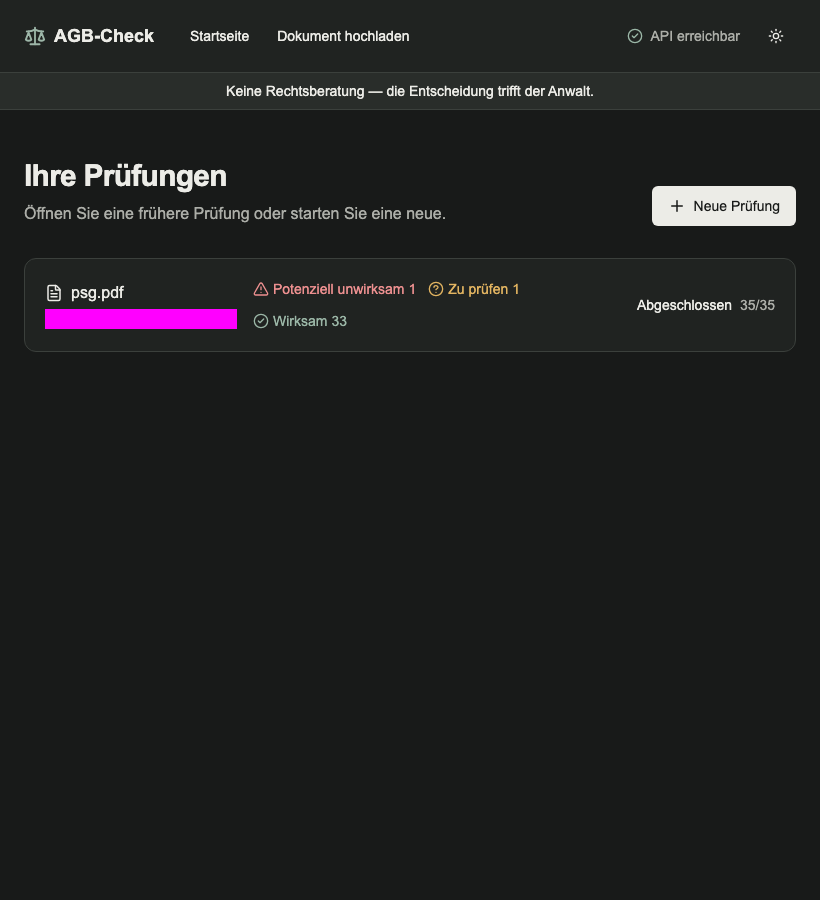 AGB-Check
Startseite
Dokument hochladen
API erreichbar
Keine Rechtsberatung — die Entscheidung trifft der Anwalt.
Ihre Prüfungen
Öffnen Sie eine frühere Prüfung oder starten Sie eine neue.
Neue Prüfung
psg.pdf
Potenziell unwirksam 1
Zu prüfen 1
Wirksam 33
Abgeschlossen 35/35